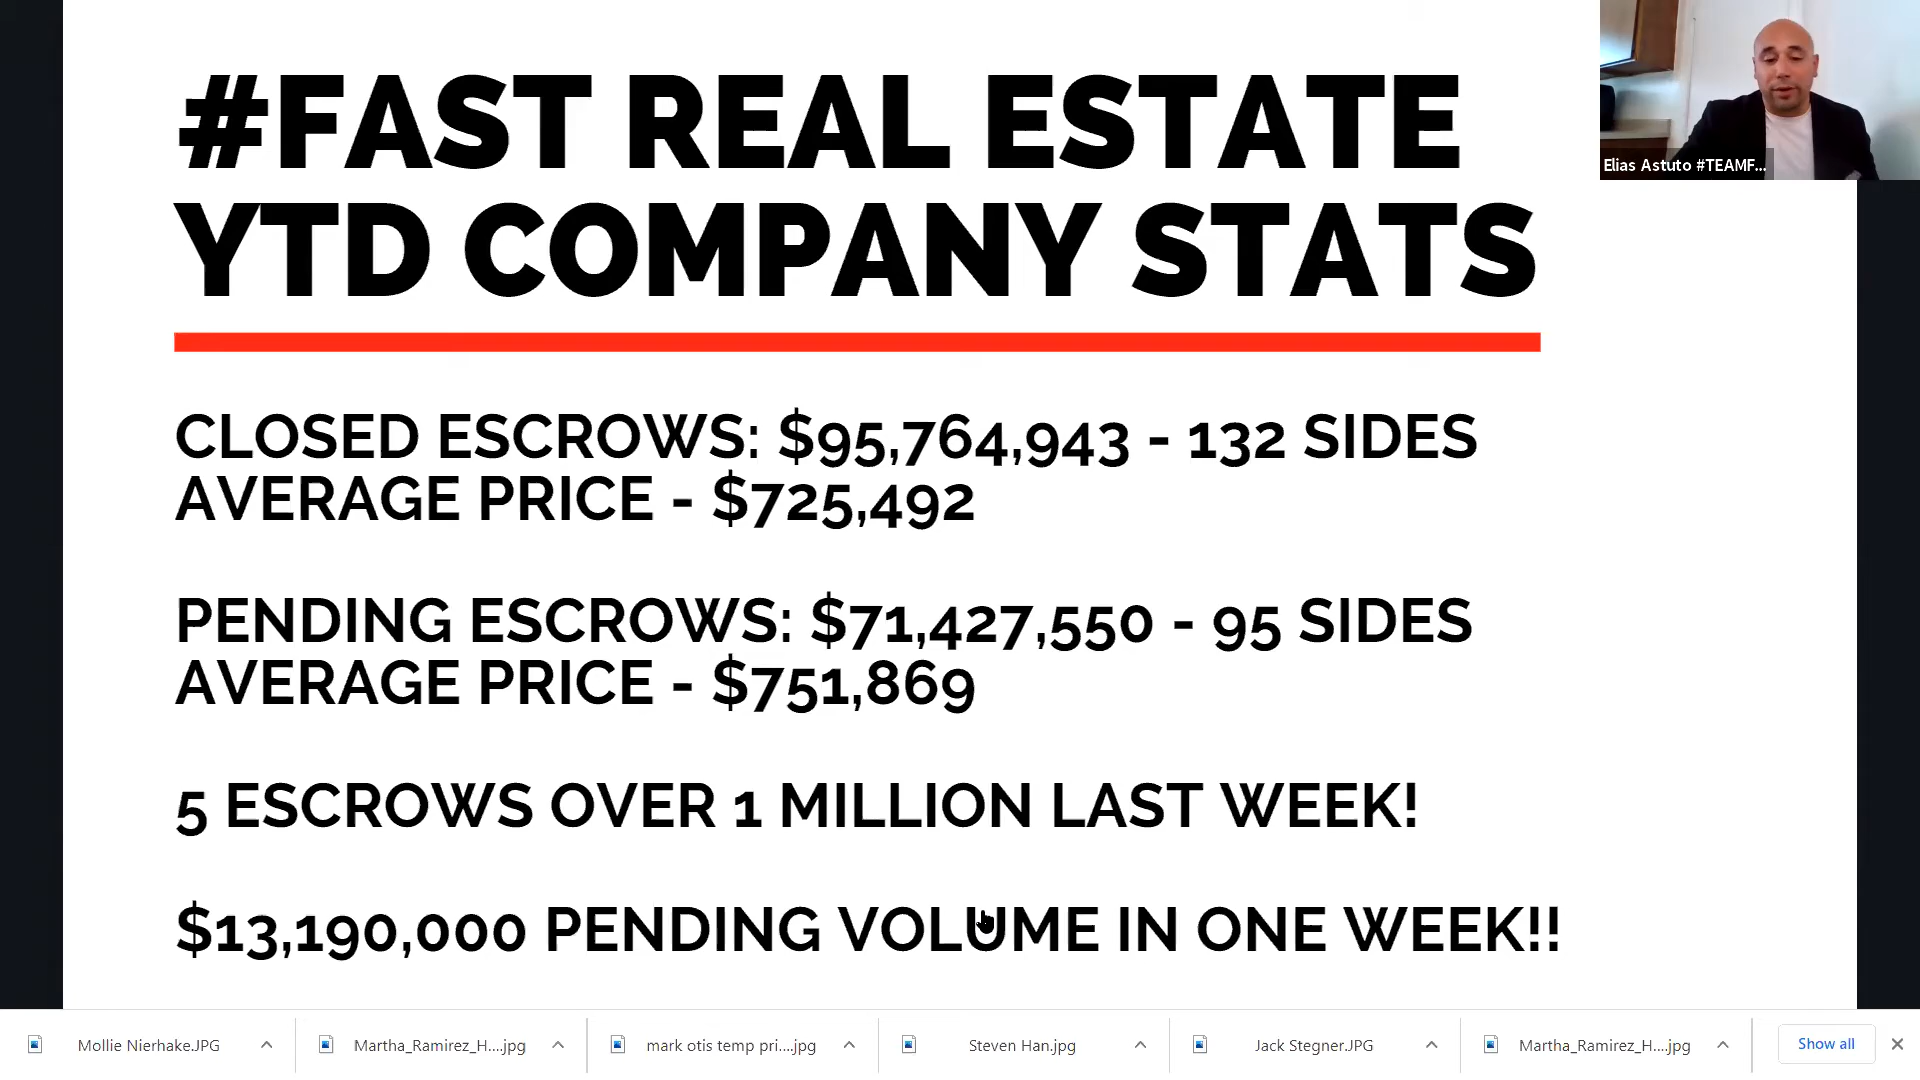 #FAST REAL ESTATE
YTD COMPANY STATS
Elias Astuto #TEAMF...
CLOSED ESCROWS: $95,764,943 - 132 SIDES
AVERAGE PRICE - $725,492
PENDING ESCROWS: $71,427,550 - 95 SIDES
AVERAGE PRICE - $751,869
5 ESCROWS OVER 1 MILLION LAST WEEK!
$13,190,000 PENDING VOLUME IN ONE WEEK!!
Mollie Nierhake.JPG
Martha_Ramirez_H....jpg
mark otis temp pri....jpg
Steven Han.jpg
Jack Stegner.JPG
Martha_Ramirez_H....jpg
Show all